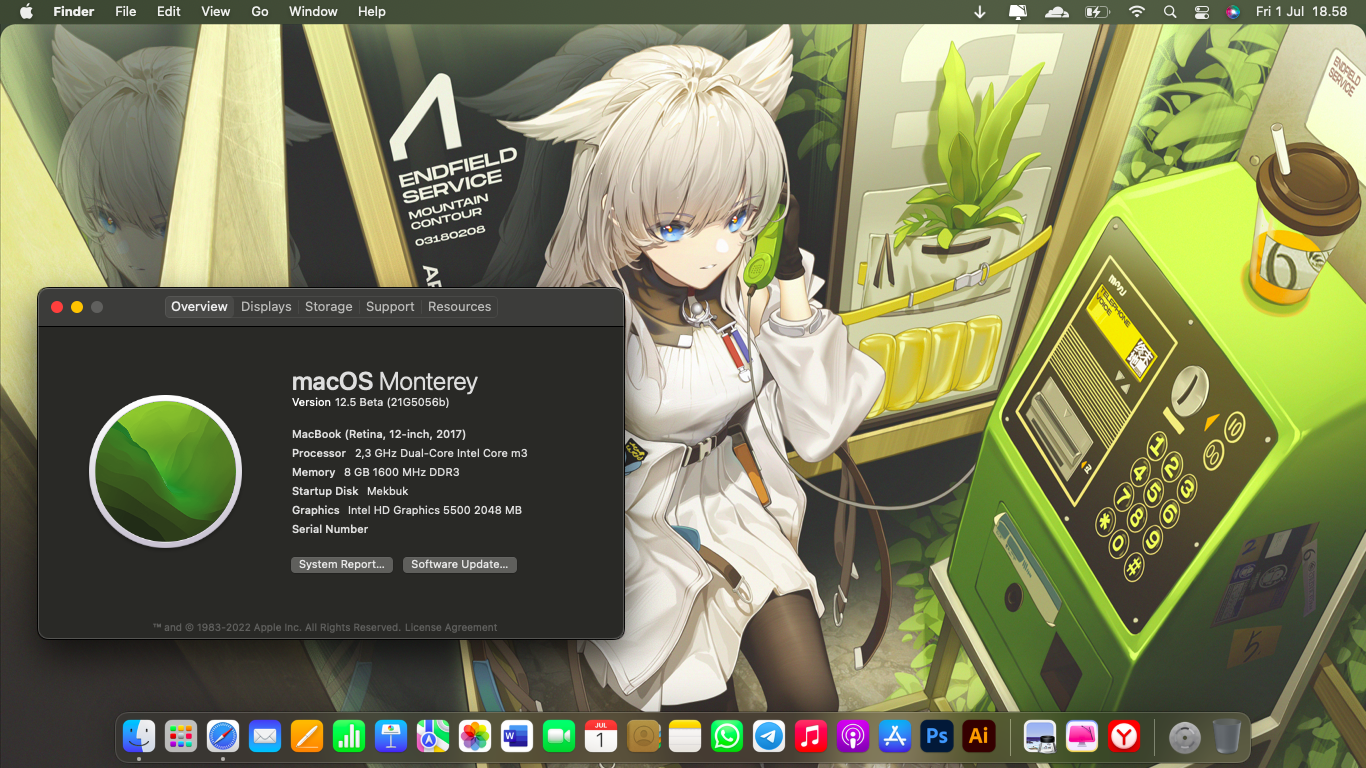 Finder File Edit View Go Window Help Fri 1 Jul 18.58
ENDFIELD
SERVICE
MOUNTAIN
CONTOUR
03180208
ENDFIELD
SERVICE
TELEPHONE
VOICE
Overview Displays Storage Support Resources
macOS Monterey
Version 12.5 Beta (21G5056b)
MacBook (Retina, 12-inch, 2017)
Processor 2,3 GHz Dual-Core Intel Core m3
Memory 8 GB 1600 MHz DDR3
Startup Disk Mekbuk
Graphics Intel HD Graphics 5500 2048 MB
Serial Number
System Report... Software Update...
™ and © 1983-2022 Apple Inc. All Rights Reserved. License Agreement
1 2 3
4 5 6
7 8 9
* 0 #
JUL
1
W
Ps Ai